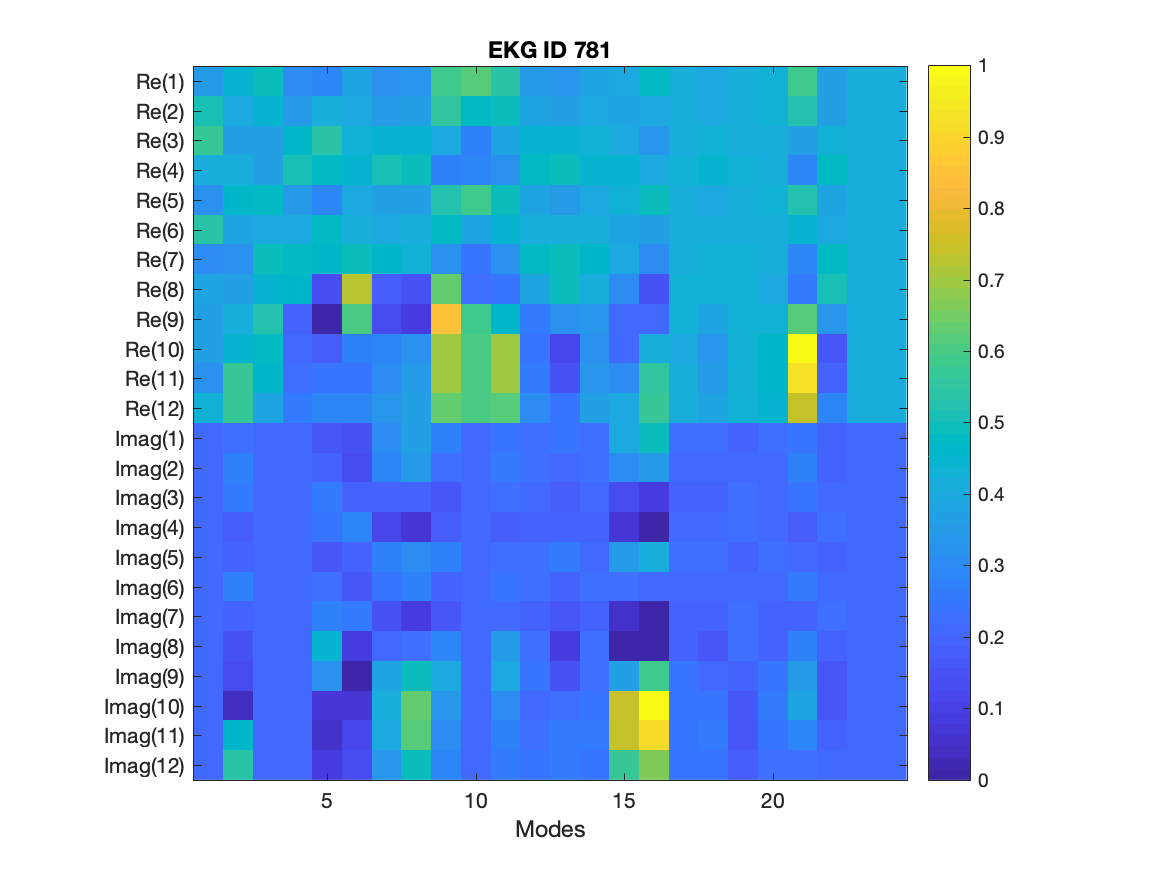 EKG ID 781
Re(1)
Re(2)
Re(3)
Re(4)
Re(5)
Re(6)
Re(7)
Re(8)
Re(9)
Re(10)
Re(11)
Re(12)
Imag(1)
Imag(2)
Imag(3)
Imag(4)
Imag(5)
Imag(6)
Imag(7)
Imag(8)
Imag(9)
Imag(10)
Imag(11)
Imag(12)
5 10 15 20
Modes
1
0.9
0.8
0.7
0.6
0.5
0.4
0.3
0.2
0.1
0